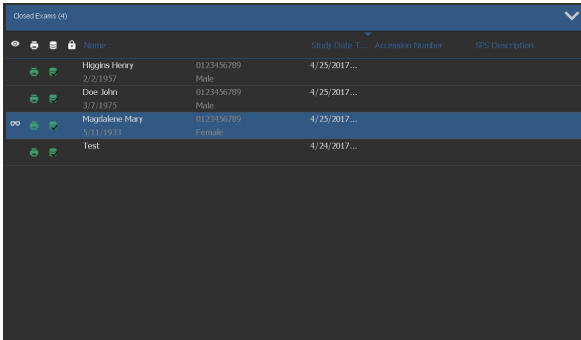 Closed Exams (4)
Name : Study Date T... Accession Number SPS Description
Higgins Henry 0123456789 4/25/2017...
2/2/1957 Male
Doe John 0123456789 4/25/2017...
3/7/1975 Male
Magdalene Mary 0123456789 4/25/2017...
5/11/1933 Female
Test 4/24/2017...